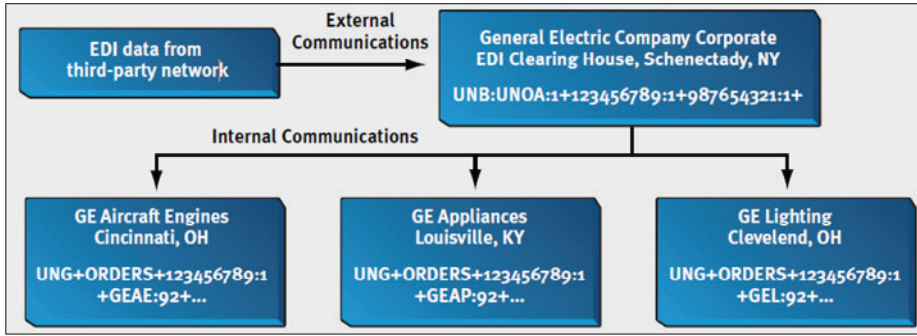 External
Communications
EDI data from
third-party network
General Electric Company Corporate
EDI Clearing House, Schenectady, NY
UNB:UNOA:1+123456789:1+987654321:1+
Internal Communications
GE Aircraft Engines
Cincinnati, OH
UNG+ORDERS+123456789:1
+GEAE:92+...
GE Appliances
Louisville, KY
UNG+ORDERS+123456789:1
+GEAP:92+...
GE Lighting
Clevelend, OH
UNG+ORDERS+123456789:1
+GEL:92+...